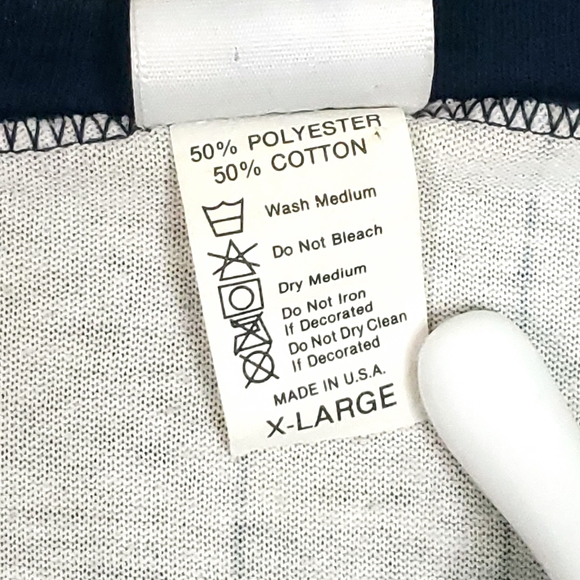 50% POLYESTER
50% COTTON
Wash Medium
Do Not Bleach
Dry Medium
Do Not Iron
If Decorated
Do Not Dry Clean
If Decorated
MADE IN U.S.A.
X-LARGE